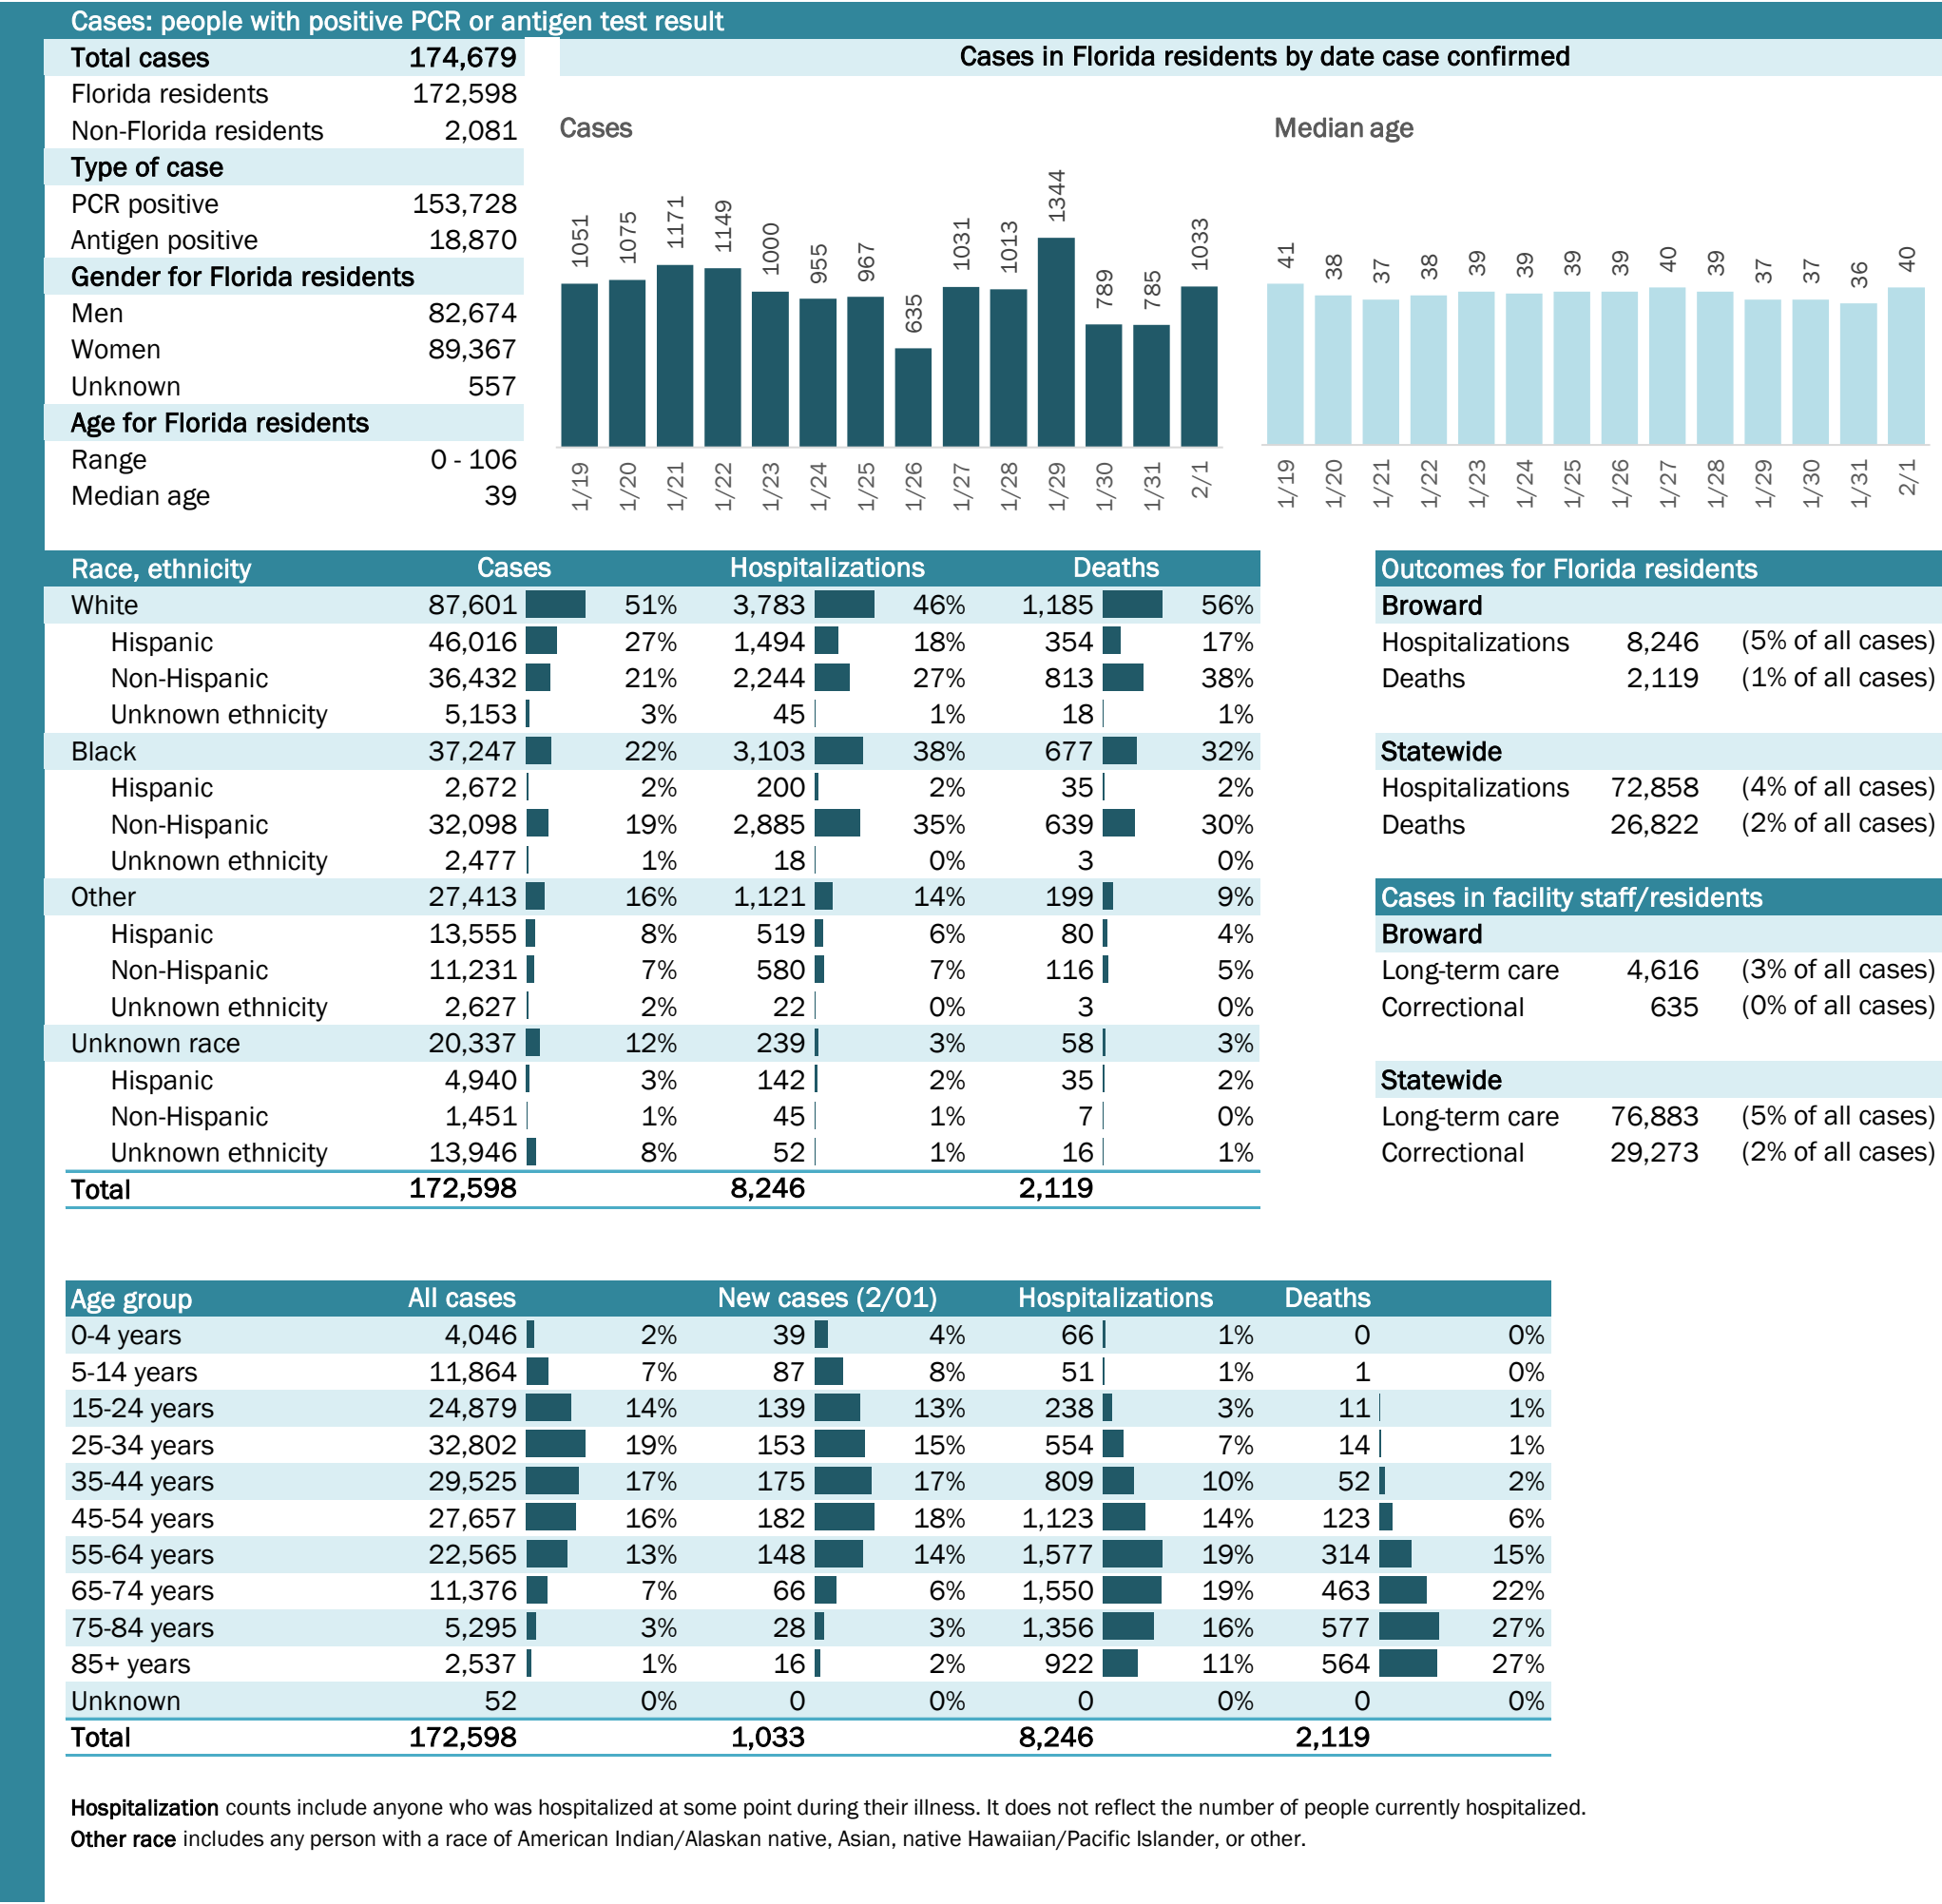 Cases: people with positive PCR or antigen test result
Total cases 174,679
Florida residents 172,598
Non-Florida residents 2,081
Type of case
PCR positive 153,728
Antigen positive 18,870
Gender for Florida residents
Men 82,674
Women 89,367
Unknown 557
Age for Florida residents
Range 0 - 106
Median age 39
Cases in Florida residents by date case confirmed
Cases
1051 1075 1171 1149 1000 955 967 635 1031 1013 1344 789 785 1033
1/19 1/20 1/21 1/22 1/23 1/24 1/25 1/26 1/27 1/28 1/29 1/30 1/31 2/1
Median age
41 38 37 38 39 39 39 39 40 39 37 37 36 40
1/19 1/20 1/21 1/22 1/23 1/24 1/25 1/26 1/27 1/28 1/29 1/30 1/31 2/1
Race, ethnicity Cases Hospitalizations Deaths
White 87,601 51% 3,783 46% 1,185 56%
Hispanic 46,016 27% 1,494 18% 354 17%
Non-Hispanic 36,432 21% 2,244 27% 813 38%
Unknown ethnicity 5,153 3% 45 1% 18 1%
Black 37,247 22% 3,103 38% 677 32%
Hispanic 2,672 2% 200 2% 35 2%
Non-Hispanic 32,098 19% 2,885 35% 639 30%
Unknown ethnicity 2,477 1% 18 0% 3 0%
Other 27,413 16% 1,121 14% 199 9%
Hispanic 13,555 8% 519 6% 80 4%
Non-Hispanic 11,231 7% 580 7% 116 5%
Unknown ethnicity 2,627 2% 22 0% 3 0%
Unknown race 20,337 12% 239 3% 58 3%
Hispanic 4,940 3% 142 2% 35 2%
Non-Hispanic 1,451 1% 45 1% 7 0%
Unknown ethnicity 13,946 8% 52 1% 16 1%
Total 172,598 8,246 2,119
Outcomes for Florida residents
Broward
Hospitalizations 8,246 (5% of all cases)
Deaths 2,119 (1% of all cases)
Statewide
Hospitalizations 72,858 (4% of all cases)
Deaths 26,822 (2% of all cases)
Cases in facility staff/residents
Broward
Long-term care 4,616 (3% of all cases)
Correctional 635 (0% of all cases)
Statewide
Long-term care 76,883 (5% of all cases)
Correctional 29,273 (2% of all cases)
Age group All cases New cases (2/01) Hospitalizations Deaths
0-4 years 4,046 2% 39 4% 66 1% 0 0%
5-14 years 11,864 7% 87 8% 51 1% 1 0%
15-24 years 24,879 14% 139 13% 238 3% 11 1%
25-34 years 32,802 19% 153 15% 554 7% 14 1%
35-44 years 29,525 17% 175 17% 809 10% 52 2%
45-54 years 27,657 16% 182 18% 1,123 14% 123 6%
55-64 years 22,565 13% 148 14% 1,577 19% 314 15%
65-74 years 11,376 7% 66 6% 1,550 19% 463 22%
75-84 years 5,295 3% 28 3% 1,356 16% 577 27%
85+ years 2,537 1% 16 2% 922 11% 564 27%
Unknown 52 0% 0 0% 0 0% 0 0%
Total 172,598 1,033 8,246 2,119
Hospitalization counts include anyone who was hospitalized at some point during their illness. It does not reflect the number of people currently hospitalized.
Other race includes any person with a race of American Indian/Alaskan native, Asian, native Hawaiian/Pacific Islander, or other.